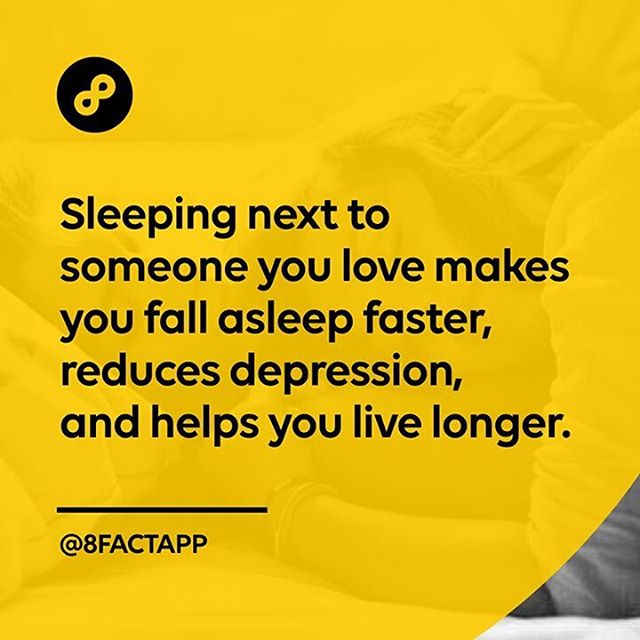 Sleeping next to
someone you love makes
you fall asleep faster,
reduces depression,
and helps you live longer.
@8FACTAPP